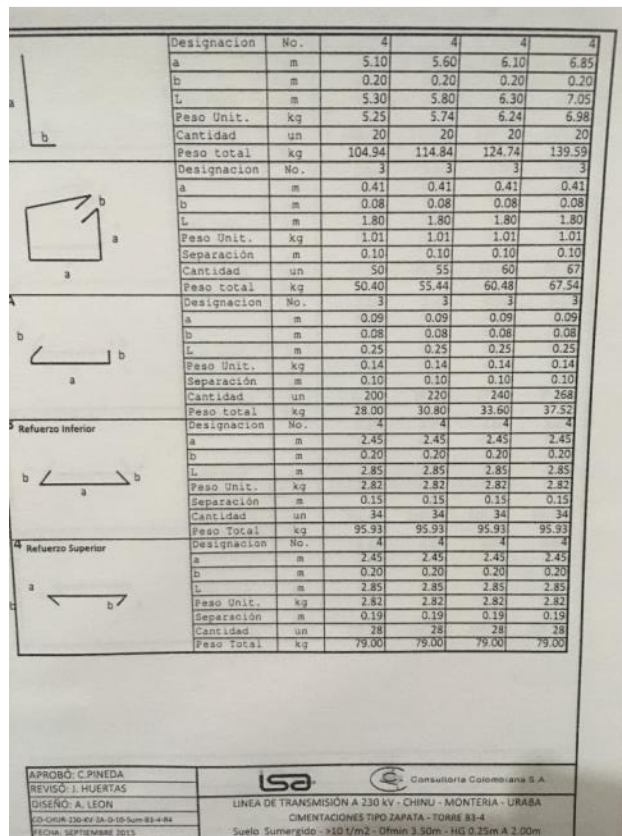 Designacion No. 4 4 4 4
a m 5.10 5.60 6.10 6.85
b m 0.20 0.20 0.20 0.20
L m 5.30 5.80 6.30 7.05
Peso Unit. kg 5.25 5.74 6.24 6.98
Cantidad un 20 20 20 20
Peso total kg 104.94 114.84 124.74 139.59
a
b
Designacion No. 3 3 3 3
a m 0.41 0.41 0.41 0.41
b m 0.08 0.08 0.08 0.08
L m 1.80 1.80 1.80 1.80
Peso Unit. kg 1.01 1.01 1.01 1.01
Separación m 0.10 0.10 0.10 0.10
Cantidad un 50 55 60 67
Peso total kg 50.40 55.44 60.48 67.54
b
a
a
Designacion No. 3 3 3 3
a m 0.09 0.09 0.09 0.09
b m 0.08 0.08 0.08 0.08
L m 0.25 0.25 0.25 0.25
Peso Unit. kg 0.14 0.14 0.14 0.14
Separación m 0.10 0.10 0.10 0.10
Cantidad un 200 220 240 268
Peso total kg 28.00 30.80 33.60 37.52
b b
a
Refuerzo Inferior
Designacion No. 4 4 4 4
a m 2.45 2.45 2.45 2.45
b m 0.20 0.20 0.20 0.20
L m 2.85 2.85 2.85 2.85
Peso Unit. kg 2.82 2.82 2.82 2.82
Separación m 0.15 0.15 0.15 0.15
Cantidad un 34 34 34 34
Peso Total kg 95.93 95.93 95.93 95.93
b b
a
4 Refuerzo Superior
Designacion No. 4 4 4 4
a m 2.45 2.45 2.45 2.45
b m 0.20 0.20 0.20 0.20
L m 2.85 2.85 2.85 2.85
Peso Unit. kg 2.82 2.82 2.82 2.82
Separación m 0.19 0.19 0.19 0.19
Cantidad un 28 28 28 28
Peso Total kg 79.00 79.00 79.00 79.00
a
b b
APROBÓ: C.PINEDA
REVISÓ: J. HUERTAS
DISEÑO: A. LEON
FECHA: SEPTIEMBRE 2015
isa
Consultoria Colombiana S.A.
LINEA DE TRANSMISIÓN A 230 kV - CHINU - MONTERIA - URABA
CIMENTACIONES TIPO ZAPATA - TORRE B3-4
Suelo Sumergido - >10 t/m2 - Dfmin 3.50m - HG 0.25m A 2.00m